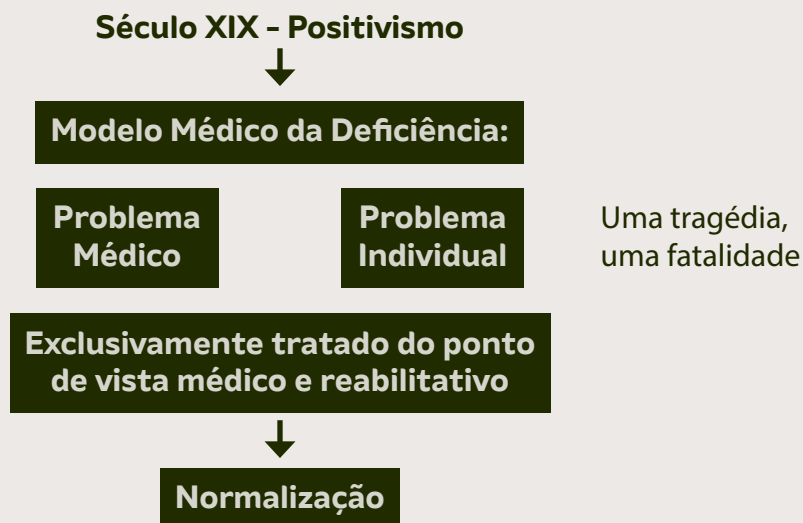 Século XIX – Positivismo
Modelo Médico da Deficiência:
Problema
Médico
Problema
Individual
Uma tragédia,
uma fatalidade
Exclusivamente tratado do ponto
de vista médico e reabilitativo
Normalização